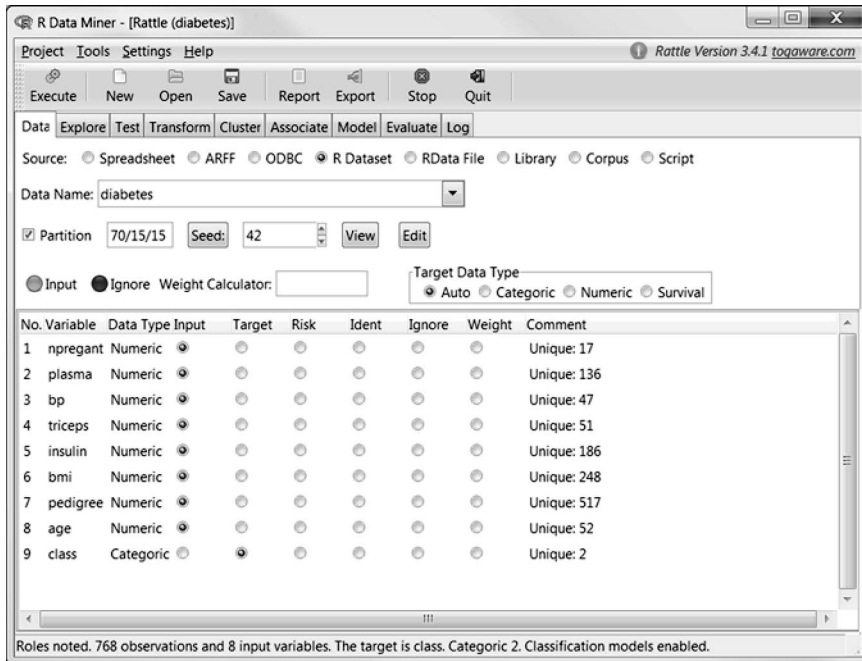 R Data Miner - [Rattle (diabetes)]
Project Tools Settings Help Rattle Version 3.4.1 togaware.com
Execute New Open Save Report Export Stop Quit
Data Explore Test Transform Cluster Associate Model Evaluate Log
Source: Spreadsheet ARFF ODBC R Dataset RData File Library Corpus Script
Data Name: diabetes
Partition 70/15/15 Seed: 42 View Edit
Target Data Type
Input Ignore Weight Calculator: Auto Categoric Numeric Survival
No. Variable Data Type Input Target Risk Ident Ignore Weight Comment
1 npregant Numeric Unique: 17
2 plasma Numeric Unique: 136
3 bp Numeric Unique: 47
4 triceps Numeric Unique: 51
5 insulin Numeric Unique: 186
6 bmi Numeric Unique: 248
7 pedigree Numeric Unique: 517
8 age Numeric Unique: 52
9 class Categoric Unique: 2
Roles noted. 768 observations and 8 input variables. The target is class. Categoric 2. Classification models enabled.